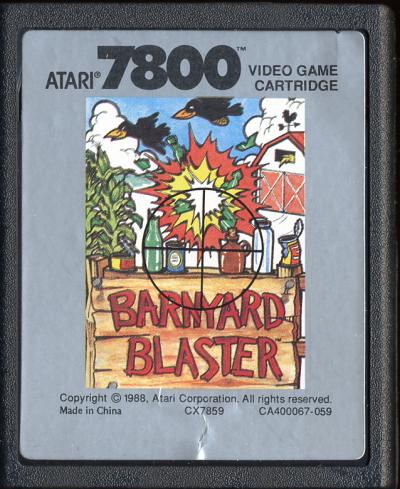 ATARI® 7800™ VIDEO GAME
CARTRIDGE
BARNYARD
BLASTER™
Copyright © 1988, Atari Corporation. All rights reserved.
Made in China CX7859 CA400067-059